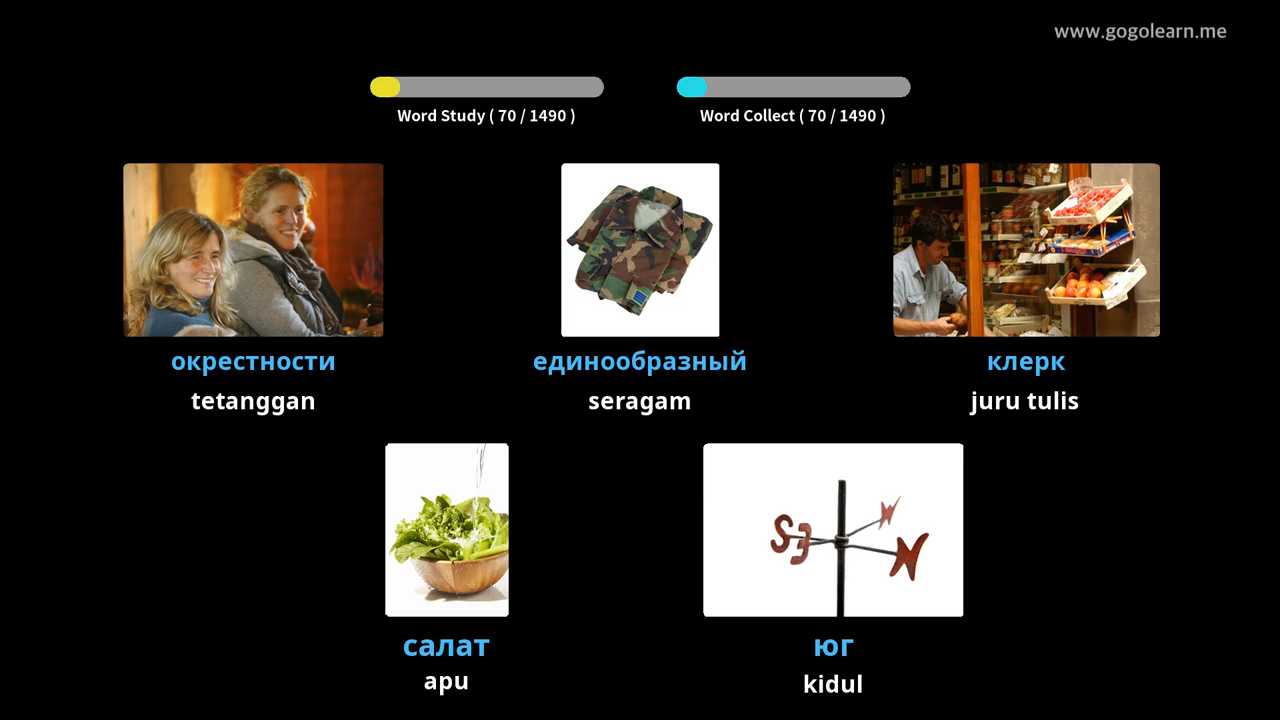 www.gogolearn.me
Word Study ( 70 / 1490 )
Word Collect ( 70 / 1490 )
окрестности
tetanggan
единообразный
seragam
клерк
juru tulis
S E N W
салат
apu
юг
kidul